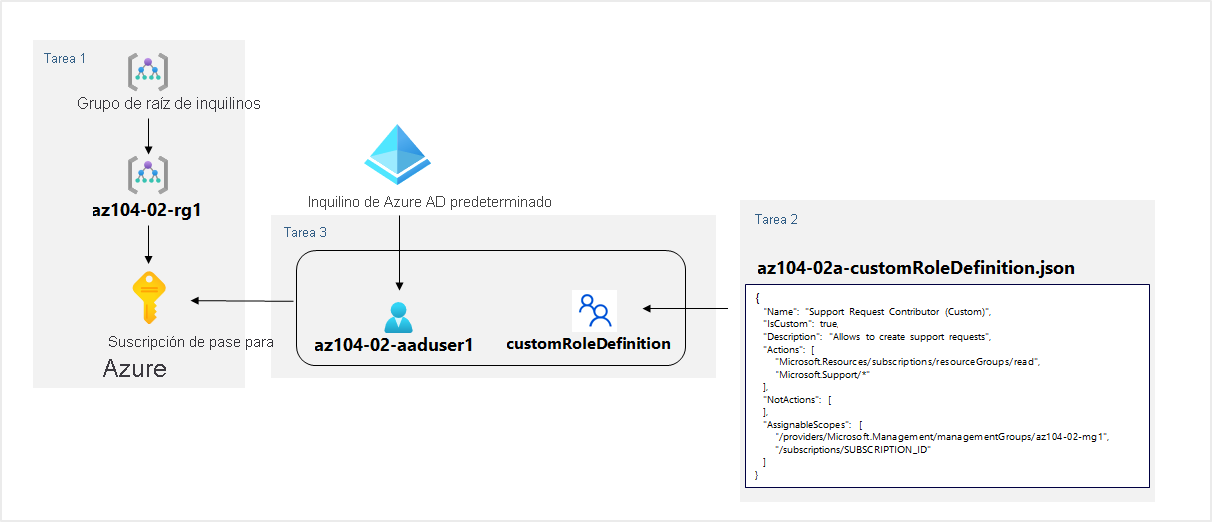 Tarea 1
Grupo de raíz de inquilinos
az104-02-rg1
Suscripción de pase para
Azure
Inquilino de Azure AD predeterminado
Tarea 3
az104-02-aaduser1
customRoleDefinition
Tarea 2
az104-02a-customRoleDefinition.json
{
"Name": "Support Request Contributor (Custom)",
"IsCustom": true,
"Description": "Allows to create support requests",
"Actions": [
"Microsoft.Resources/subscriptions/resourceGroups/read",
"Microsoft.Support/*"
],
"NotActions": [
],
"AssignableScopes": [
"/providers/Microsoft.Management/managementGroups/az104-02-mg1",
"/subscriptions/SUBSCRIPTION_ID"
]
}